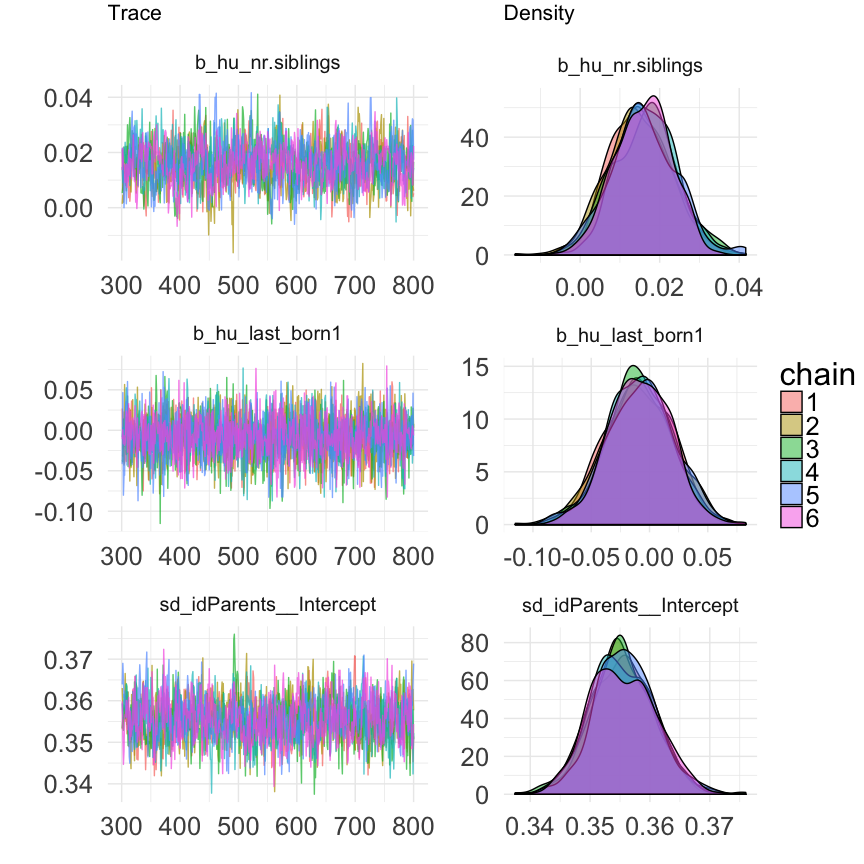 Trace Density
b_hu_nr.siblings b_hu_nr.siblings
0.04
0.02
0.00
40
20
0
300 400 500 600 700 800
0.00 0.02 0.04
b_hu_last_born1 b_hu_last_born1
0.05
0.00
-0.05
-0.10
15
10
5
0
300 400 500 600 700 800
-0.10 -0.05 0.00 0.05
chain
1
2
3
4
5
6
sd_idParents__Intercept sd_idParents__Intercept
0.37
0.36
0.35
0.34
80
60
40
20
0
300 400 500 600 700 800
0.34 0.35 0.36 0.37